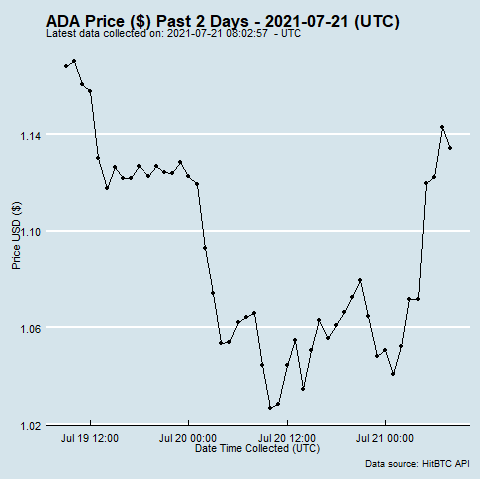 ADA Price ($) Past 2 Days - 2021-07-21 (UTC)
Latest data collected on: 2021-07-21 08:02:57 - UTC
Price USD ($)
1.14
1.10
1.06
1.02
Jul 19 12:00 Jul 20 00:00 Jul 20 12:00 Jul 21 00:00
Date Time Collected (UTC)
Data source: HitBTC API